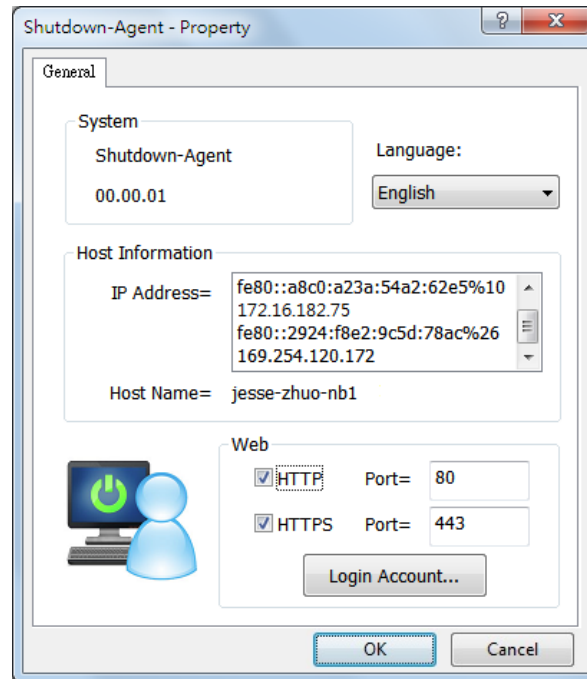 Shutdown-Agent - Property
General
System
Shutdown-Agent
00.00.01
Language:
English
Host Information
IP Address=
fe80::a8c0:a23a:54a2:62e5%10
172.16.182.75
fe80::2924:f8e2:9c5d:78ac%26
169.254.120.172
Host Name= jesse-zhuo-nb1
Web
HTTP Port= 80
HTTPS Port= 443
Login Account...
OK Cancel